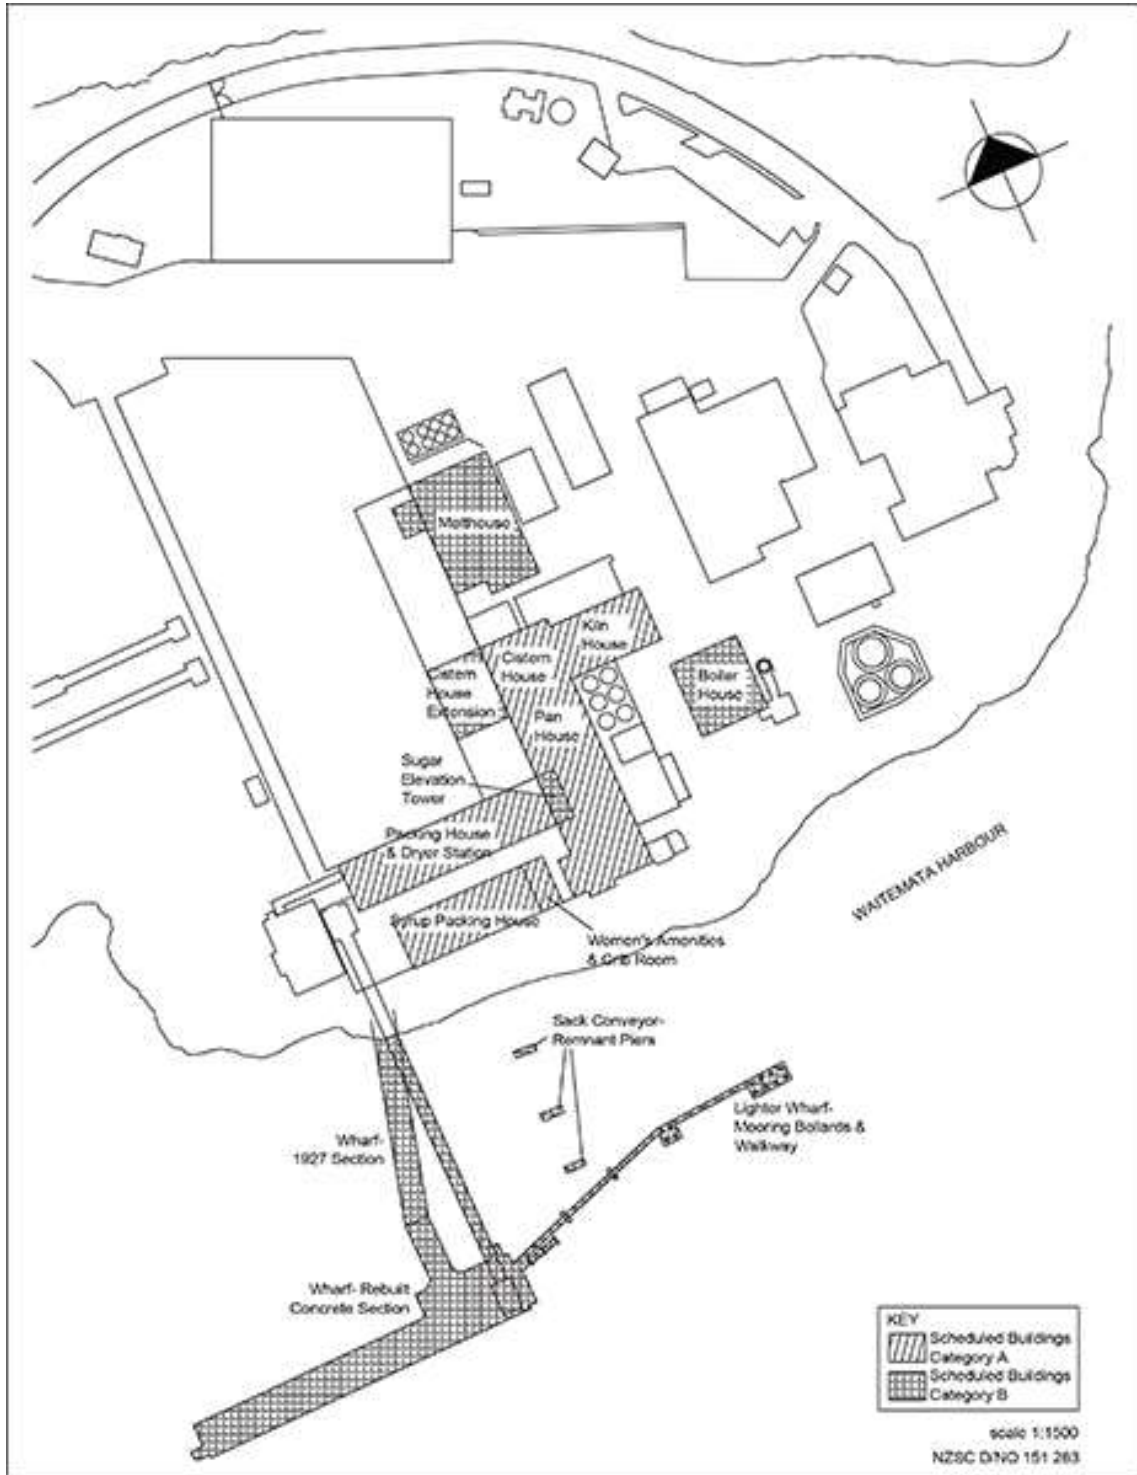 Melthouse
Kiln
House
Cistern
House
Cistern
House
Extension
Boiler
House
Pan
House
Sugar
Elevation
Tower
Packing House
& Dryer Station
WAITEMATA HARBOUR
Syrup Packing House
Women's Amenities
& Crib Room
Sack Conveyor-
Remnant Piers
Lighter Wharf-
Mooring Bollards &
Walkway
Wharf-
1927 Section
Wharf- Rebuilt
Concrete Section
KEY
Scheduled Buildings
Category A
Scheduled Buildings
Category B
scale 1:1500
NZSC D/NO 151 263